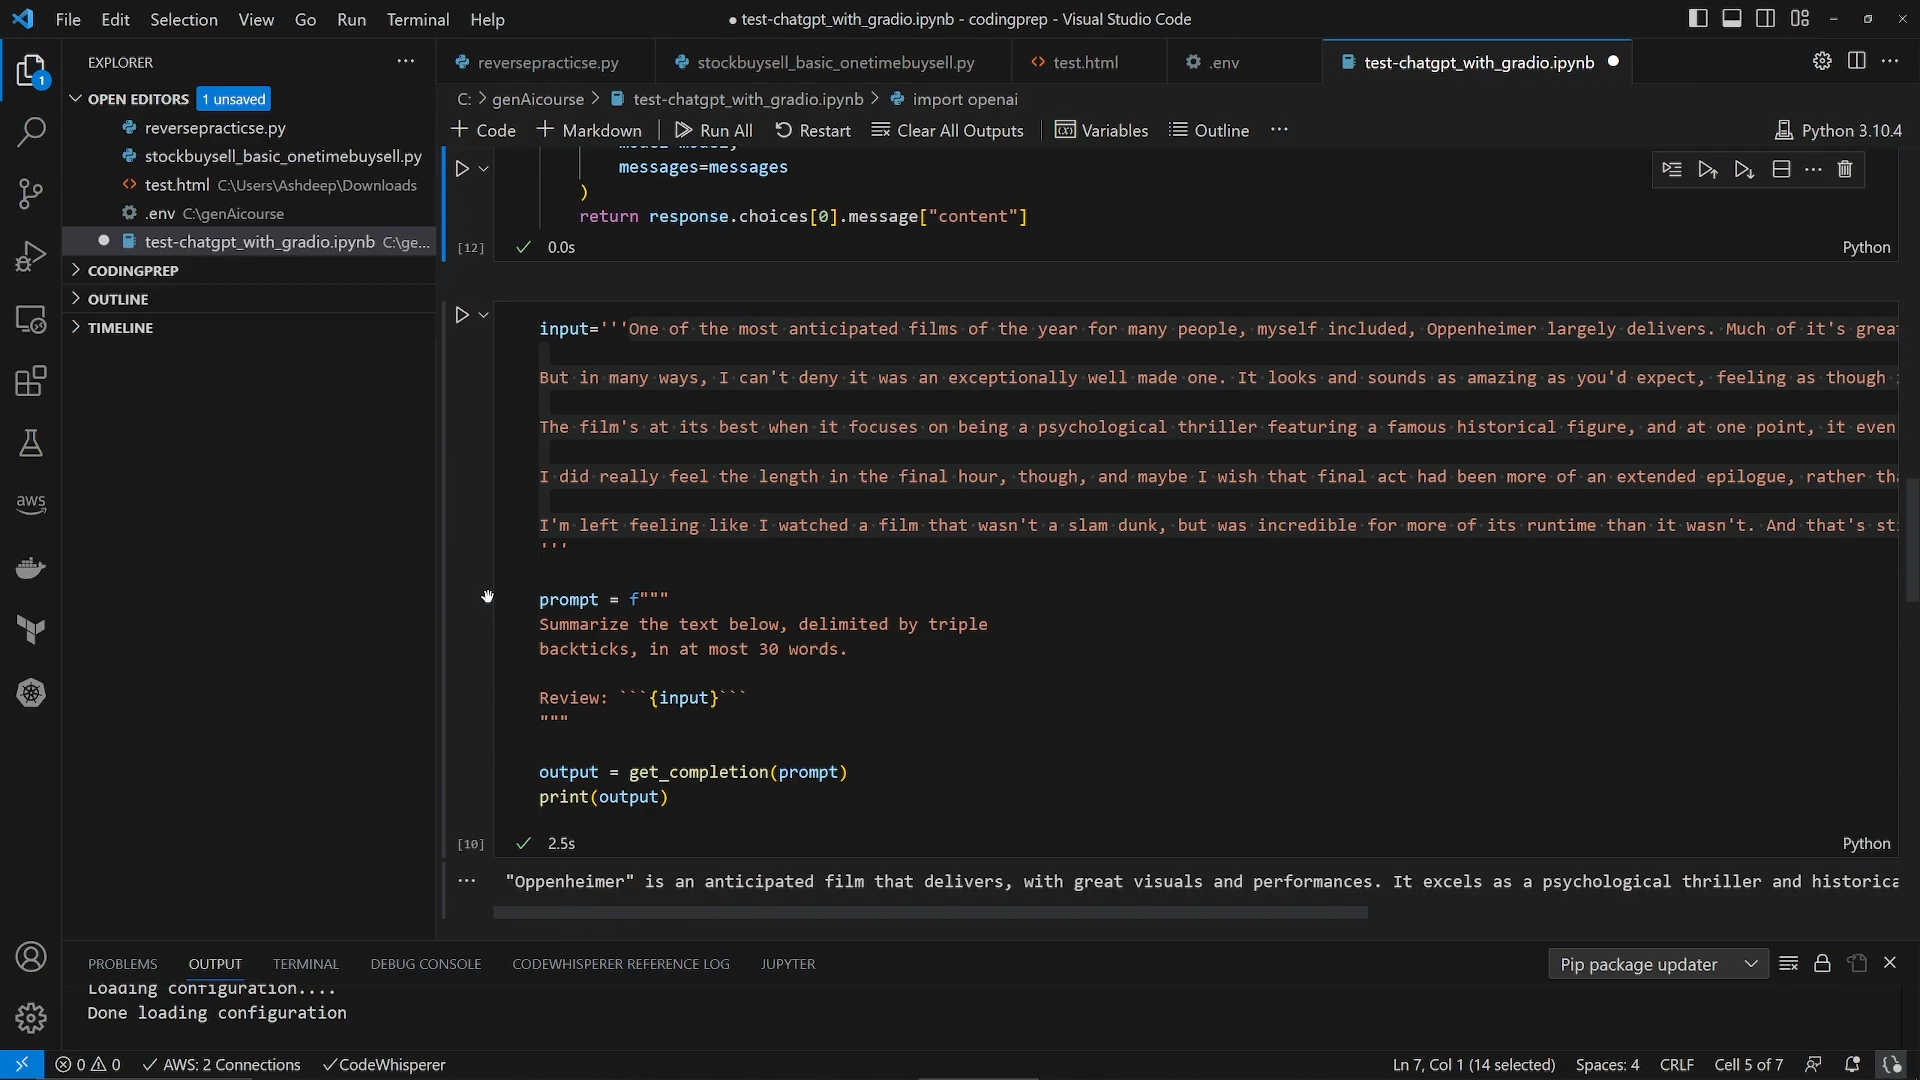 File Edit Selection View Go Run Terminal Help
● test-chatgpt_with_gradio.ipynb - codingprep - Visual Studio Code
EXPLORER
reversepracticse.py
stockbuysell_basic_onetimebuysell.py
test.html
.env
test-chatgpt_with_gradio.ipynb
1
OPEN EDITORS 1 unsaved
C: > genAicourse > test-chatgpt_with_gradio.ipynb > import openai
reversepracticse.py
+ Code + Markdown Run All Restart Clear All Outputs Variables Outline ... Python 3.10.4
stockbuysell_basic_onetimebuysell.py
test.html C:\Users\Ashdeep\Downloads
.env C:\genAicourse
test-chatgpt_with_gradio.ipynb C:\ge...
CODINGPREP
OUTLINE
TIMELINE
aws
messages=messages
)
return response.choices[0].message["content"]
[12] 0.0s Python
input='''One of the most anticipated films of the year for many people, myself included, Oppenheimer largely delivers. Much of it's grea
But in many ways, I can't deny it was an exceptionally well made one. It looks and sounds as amazing as you'd expect, feeling as though
The film's at its best when it focuses on being a psychological thriller featuring a famous historical figure, and at one point, it even
I did really feel the length in the final hour, though, and maybe I wish that final act had been more of an extended epilogue, rather th
I'm left feeling like I watched a film that wasn't a slam dunk, but was incredible for more of its runtime than it wasn't. And that's st
'''
prompt = f"""
Summarize the text below, delimited by triple
backticks, in at most 30 words.
Review: ```{input}```
"""
output = get_completion(prompt)
print(output)
[10] 2.5s Python
... "Oppenheimer" is an anticipated film that delivers, with great visuals and performances. It excels as a psychological thriller and historica
PROBLEMS OUTPUT TERMINAL DEBUG CONSOLE CODEWHISPERER REFERENCE LOG JUPYTER Pip package updater
Loading configuration....
Done loading configuration
0 0 AWS: 2 Connections CodeWhisperer Ln 7, Col 1 (14 selected) Spaces: 4 CRLF Cell 5 of 7